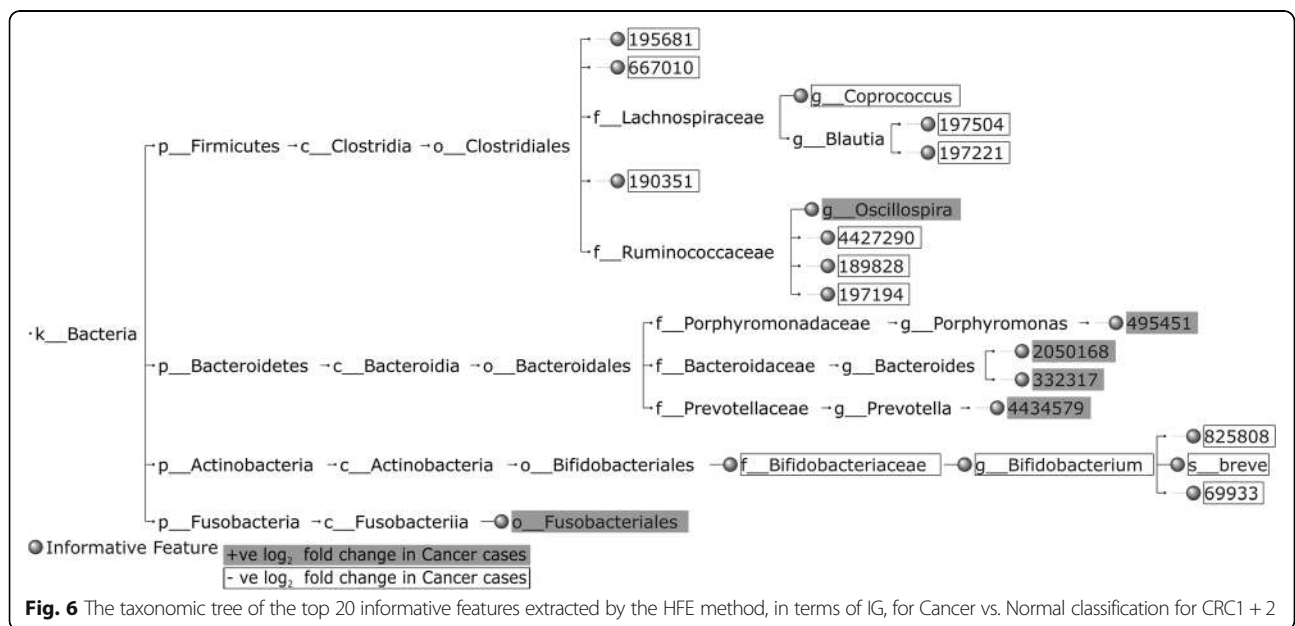 195681
667010
g__Coprococcus
f__Lachnospiraceae
197504
g__Blautia
p__Firmicutes → c__Clostridia → o__Clostridiales
197221
190351
g__Oscillospira
4427290
f__Ruminococcaceae
189828
197194
f__Porphyromonadaceae → g__Porphyromonas → 495451
k__Bacteria
2050168
p__Bacteroidetes → c__Bacteroidia → o__Bacteroidales
f__Bacteroidaceae → g__Bacteroides
332317
f__Prevotellaceae → g__Prevotella → 4434579
825808
p__Actinobacteria → c__Actinobacteria → o__Bifidobacteriales f__Bifidobacteriaceae g__Bifidobacterium s__breve
69933
p__Fusobacteria → c__Fusobacteriia o__Fusobacteriales
Informative Feature
+ve log₂ fold change in Cancer cases
- ve log₂ fold change in Cancer cases
Fig. 6 The taxonomic tree of the top 20 informative features extracted by the HFE method, in terms of IG, for Cancer vs. Normal classification for CRC1 + 2